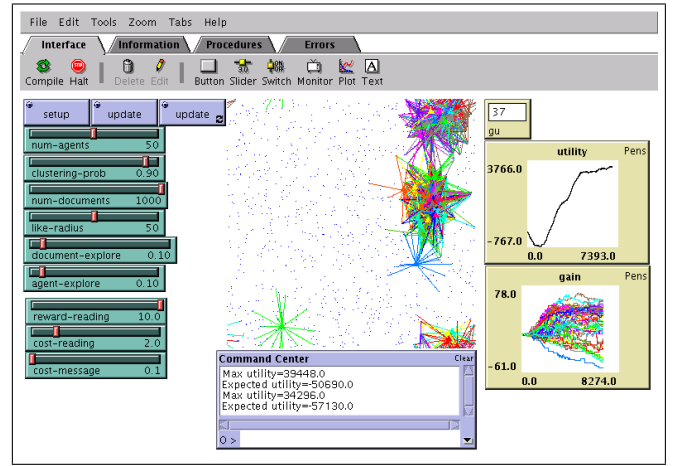 File Edit Tools Zoom Tabs Help
Interface Information Procedures Errors
Compile Halt Delete Edit Button Slider Switch Monitor Plot Text
setup update update
num-agents 50
clustering-prob 0.90
num-documents 1000
like-radius 50
document-explore 0.10
agent-explore 0.10
reward-reading 10.0
cost-reading 2.0
cost-message 0.1
37
gu
utility Pens
3766.0
-767.0
0.0 7393.0
gain Pens
78.0
-61.0
0.0 8274.0
Command Center Clear
Max utility=39448.0
Expected utility=-50690.0
Max utility=34296.0
Expected utility=-57130.0
O >